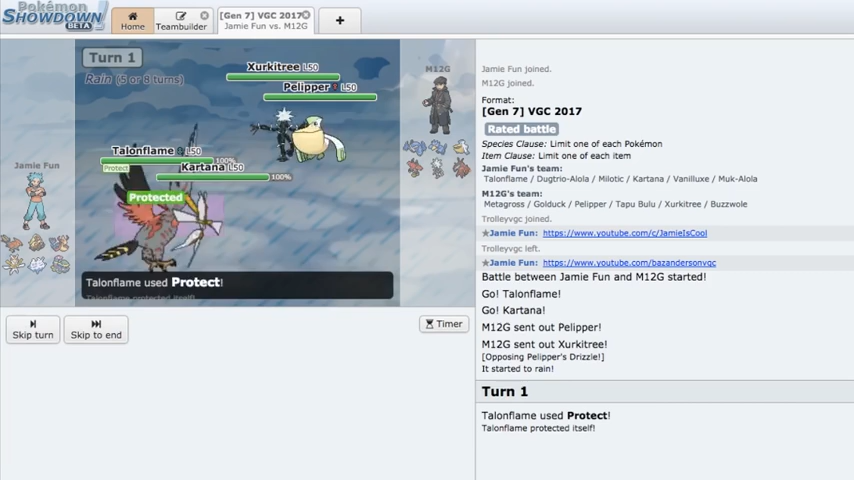 Pokémon
SHOWDOWN!
BETA
Home
Teambuilder
[Gen 7] VGC 2017
Jamie Fun vs. M12G
+
Turn 1
Rain (5 or 8 turns)
Xurkitree L50
Pelipper L50
Talonflame L50
100%
Protect
Kartana L50
100%
Protected
Jamie Fun
M12G
Talonflame used Protect!
Talonflame protected itself!
Skip turn
Skip to end
Timer
Jamie Fun joined.
M12G joined.
Format:
[Gen 7] VGC 2017
Rated battle
Species Clause: Limit one of each Pokémon
Item Clause: Limit one of each item
Jamie Fun's team:
Talonflame / Dugtrio-Alola / Milotic / Kartana / Vanilluxe / Muk-Alola
M12G's team:
Metagross / Golduck / Pelipper / Tapu Bulu / Xurkitree / Buzzwole
Trolleyvgc joined.
★Jamie Fun: https://www.youtube.com/c/JamieIsCool
Trolleyvgc left.
★Jamie Fun: https://www.youtube.com/bazandersonvgc
Battle between Jamie Fun and M12G started!
Go! Talonflame!
Go! Kartana!
M12G sent out Pelipper!
M12G sent out Xurkitree!
[Opposing Pelipper's Drizzle!]
It started to rain!
Turn 1
Talonflame used Protect!
Talonflame protected itself!